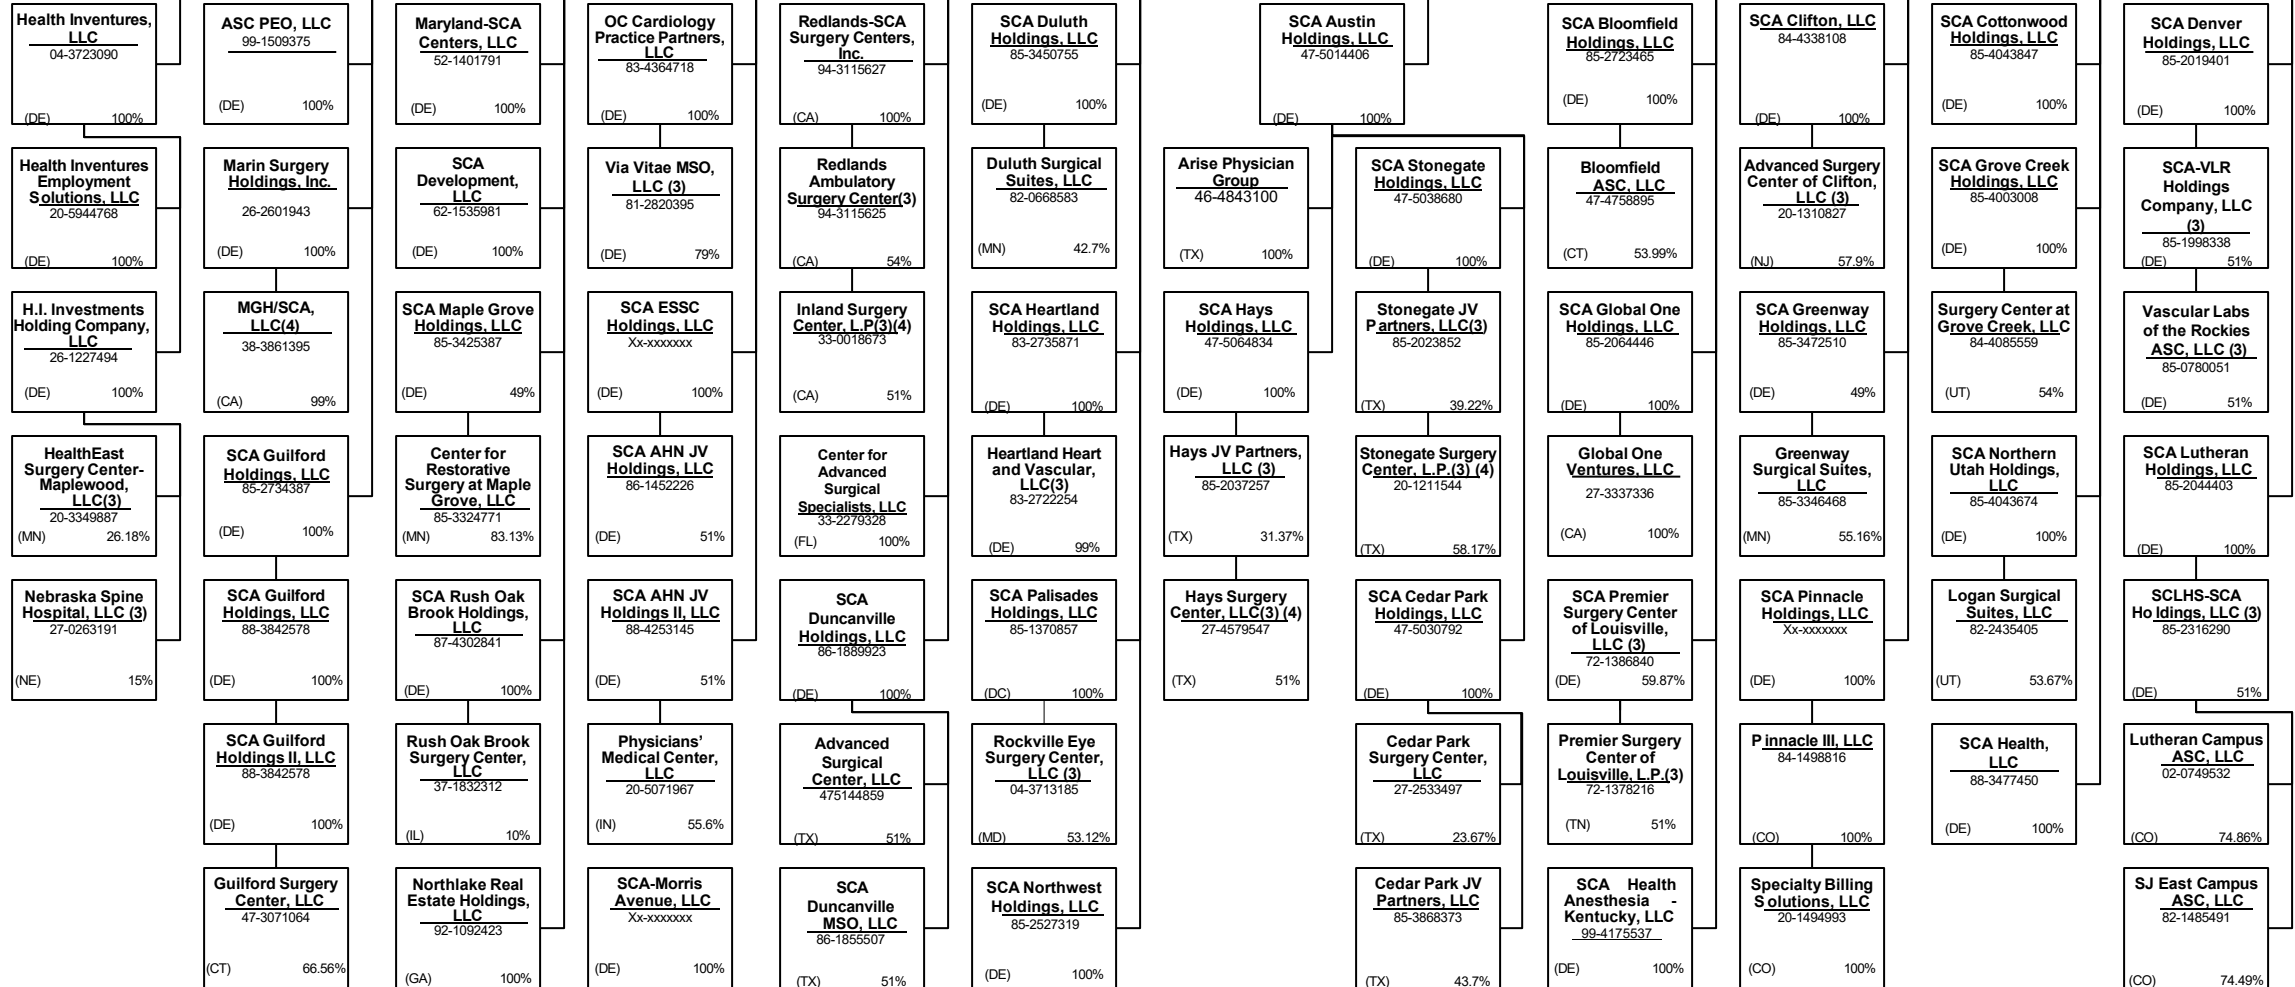 Health Inventures,
LLC
04-3723090
(DE) 100%
Health Inventures
Employment
Solutions, LLC
20-5944768
(DE) 100%
H.I. Investments
Holding Company,
LLC
26-1227494
(DE) 100%
HealthEast
Surgery Center-
Maplewood,
LLC(3)
20-3349887
(MN) 26.18%
Nebraska Spine
Hospital, LLC (3)
27-0263191
(NE) 15%
ASC PEO, LLC
99-1509375
(DE) 100%
Marin Surgery
Holdings, Inc.
26-2601943
(DE) 100%
MGH/SCA,
LLC(4)
38-3861395
(CA) 99%
SCA Guilford
Holdings, LLC
85-2734387
(DE) 100%
SCA Guilford
Holdings, LLC
88-3842578
(DE) 100%
SCA Guilford
Holdings II, LLC
88-3842578
(DE) 100%
Guilford Surgery
Center, LLC
47-3071064
(CT) 66.56%
Maryland-SCA
Centers, LLC
52-1401791
(DE) 100%
SCA
Development,
LLC
62-1535981
(DE) 100%
SCA Maple Grove
Holdings, LLC
85-3425387
(DE) 49%
Center for
Restorative
Surgery at Maple
Grove, LLC
85-3324771
(MN) 83.13%
SCA Rush Oak
Brook Holdings,
LLC
87-4302841
(DE) 100%
Rush Oak Brook
Surgery Center,
LLC
37-1832312
(IL) 10%
Northlake Real
Estate Holdings,
LLC
92-1092423
(GA) 100%
OC Cardiology
Practice Partners,
LLC
83-4364718
(DE) 100%
Via Vitae MSO,
LLC (3)
81-2820395
(DE) 79%
SCA ESSC
Holdings, LLC
Xx-xxxxxxx
(DE) 100%
SCA AHN JV
Holdings, LLC
86-1452226
(DE) 51%
SCA AHN JV
Holdings II, LLC
88-4253145
(DE) 51%
Physicians’
Medical Center,
LLC
20-5071967
(IN) 55.6%
SCA-Morris
Avenue, LLC
Xx-xxxxxxx
(DE) 100%
Redlands-SCA
Surgery Centers,
Inc.
94-3115627
(CA) 100%
Redlands
Ambulatory
Surgery Center(3)
94-3115625
(CA) 54%
Inland Surgery
Center, L.P(3)(4)
33-0018673
(CA) 51%
Center for
Advanced
Surgical
Specialists, LLC
33-2279328
(FL) 100%
SCA
Duncanville
Holdings, LLC
86-1889923
(DE) 100%
Advanced
Surgical
Center, LLC
475144859
(TX) 51%
SCA
Duncanville
MSO, LLC
86-1855507
(TX) 51%
SCA Duluth
Holdings, LLC
85-3450755
(DE) 100%
Duluth Surgical
Suites, LLC
82-0668583
(MN) 42.7%
SCA Heartland
Holdings, LLC
83-2735871
(DE) 100%
Heartland Heart
and Vascular,
LLC(3)
83-2722254
(DE) 99%
SCA Palisades
Holdings, LLC
85-1370857
(DC) 100%
Rockville Eye
Surgery Center,
LLC (3)
04-3713185
(MD) 53.12%
SCA Northwest
Holdings, LLC
85-2527319
(DE) 100%
SCA Austin
Holdings, LLC
47-5014406
(DE) 100%
Arise Physician
Group
46-4843100
(TX) 100%
SCA Hays
Holdings, LLC
47-5064834
(DE) 100%
Hays JV Partners,
LLC (3)
85-2037257
(TX) 31.37%
Hays Surgery
Center, LLC(3) (4)
27-4579547
(TX) 51%
SCA Stonegate
Holdings, LLC
47-5038680
(DE) 100%
Stonegate JV
Partners, LLC(3)
85-2023852
(TX) 39.22%
Stonegate Surgery
Center, L.P.(3) (4)
20-1211544
(TX) 58.17%
SCA Cedar Park
Holdings, LLC
47-5030792
(DE) 100%
Cedar Park
Surgery Center,
LLC
27-2533497
(TX) 23.67%
Cedar Park JV
Partners, LLC
85-3868373
(TX) 43.7%
SCA Bloomfield
Holdings, LLC
85-2723465
(DE) 100%
Bloomfield
ASC, LLC
47-4758895
(CT) 53.99%
SCA Global One
Holdings, LLC
85-2064446
(DE) 100%
Global One
Ventures, LLC
27-3337336
(CA) 100%
SCA Premier
Surgery Center
of Louisville,
LLC (3)
72-1386840
(DE) 59.87%
Premier Surgery
Center of
Louisville, L.P.(3)
72-1378216
(TN) 51%
SCA Health
Anesthesia -
Kentucky, LLC
99-4175537
(DE) 100%
SCA Clifton, LLC
84-4338108
(DE) 100%
Advanced Surgery
Center of Clifton,
LLC (3)
20-1310827
(NJ) 57.9%
SCA Greenway
Holdings, LLC
85-3472510
(DE) 49%
Greenway
Surgical Suites,
LLC
85-3346468
(MN) 55.16%
SCA Pinnacle
Holdings, LLC
Xx-xxxxxxx
(DE) 100%
Pinnacle III, LLC
84-1498816
(CO) 100%
Specialty Billing
Solutions, LLC
20-1494993
(CO) 100%
SCA Cottonwood
Holdings, LLC
85-4043847
(DE) 100%
SCA Grove Creek
Holdings, LLC
85-4003008
(DE) 100%
Surgery Center at
Grove Creek, LLC
84-4085559
(UT) 54%
SCA Northern
Utah Holdings,
LLC
85-4043674
(DE) 100%
Logan Surgical
Suites, LLC
82-2435405
(UT) 53.67%
SCA Health,
LLC
88-3477450
(DE) 100%
SCA Denver
Holdings, LLC
85-2019401
(DE) 100%
SCA-VLR
Holdings
Company, LLC
(3)
85-1998338
(DE) 51%
Vascular Labs
of the Rockies
ASC, LLC (3)
85-0780051
(DE) 51%
SCA Lutheran
Holdings, LLC
85-2044403
(DE) 100%
SCLHS-SCA
Holdings, LLC (3)
85-2316290
(DE) 51%
Lutheran Campus
ASC, LLC
02-0749532
(CO) 74.86%
SJ East Campus
ASC, LLC
82-1485491
(CO) 74.49%